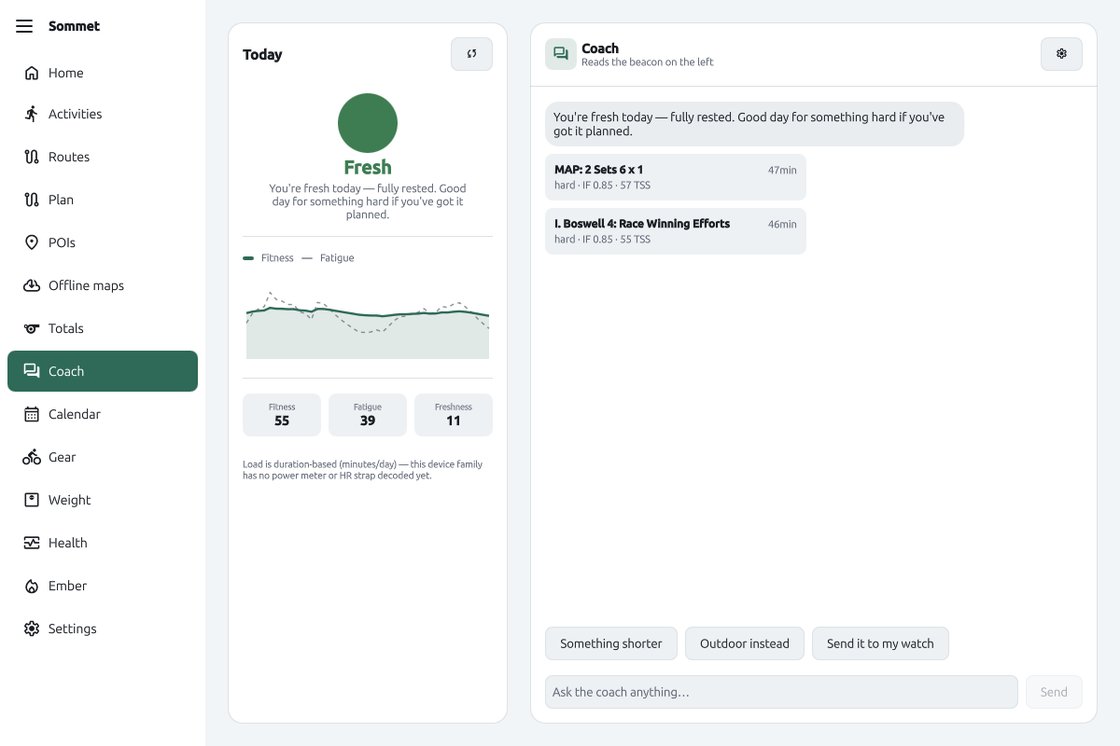 Sommet
Home
Activities
Routes
Plan
POIs
Offline maps
Totals
Coach
Calendar
Gear
Weight
Health
Ember
Settings
Today
Fresh
You're fresh today — fully rested. Good
day for something hard if you've got it
planned.
Fitness
Fatigue
Fitness
55
Fatigue
39
Freshness
11
Load is duration-based (minutes/day) — this device family
has no power meter or HR strap decoded yet.
Coach
Reads the beacon on the left
You're fresh today — fully rested. Good day for something hard if you've
got it planned.
MAP: 2 Sets 6 x 1 47min
hard · IF 0.85 · 57 TSS
I. Boswell 4: Race Winning Efforts 46min
hard · IF 0.85 · 55 TSS
Something shorter
Outdoor instead
Send it to my watch
Ask the coach anything...
Send